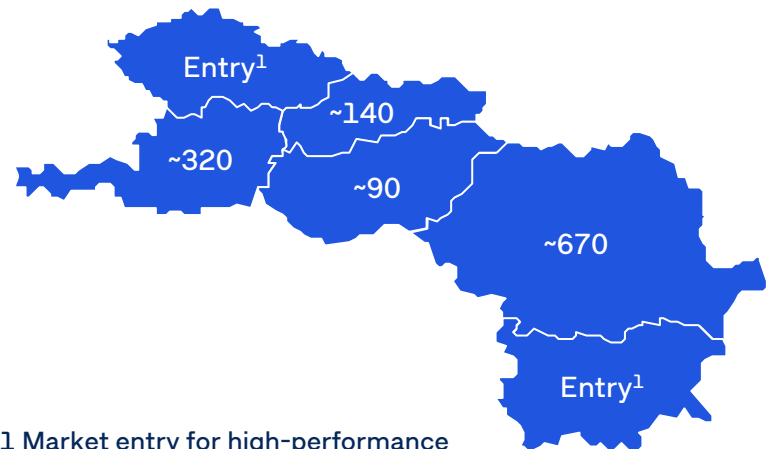 Entry¹
~140
~320
~90
~670
Entry¹
1 Market entry for high-performance